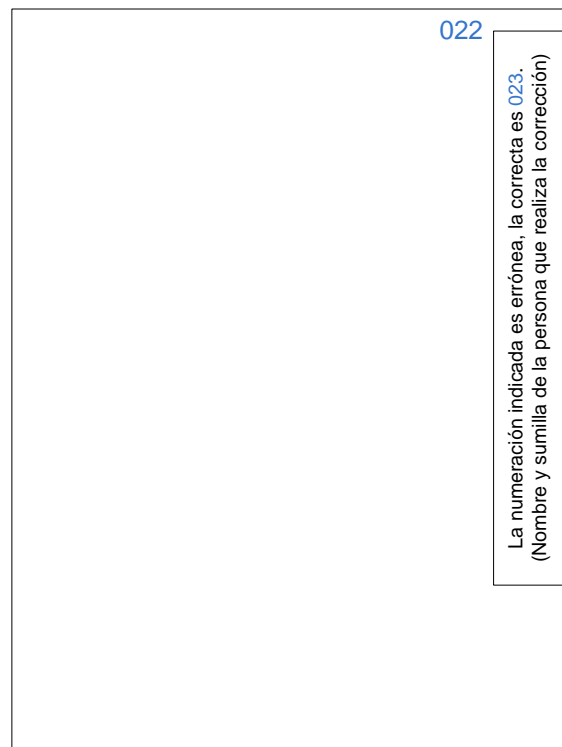 022
La numeración indicada es errónea, la correcta es 023.
(Nombre y sumilla de la persona que realiza la corrección)